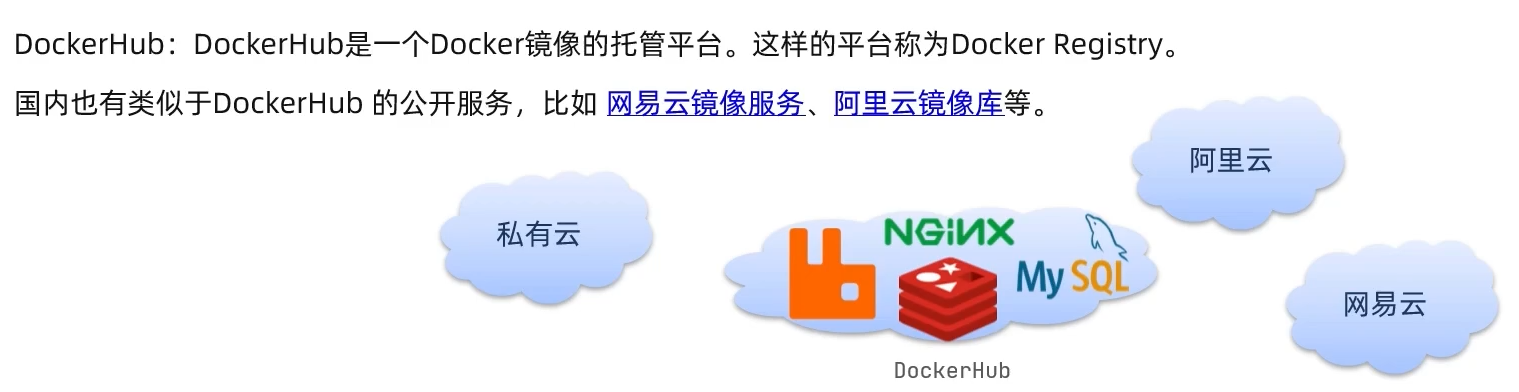 DockerHub：DockerHub是一个Docker镜像的托管平台。这样的平台称为Docker Registry。
国内也有类似于DockerHub 的公开服务，比如 网易云镜像服务、阿里云镜像库等。
阿里云
私有云
NGiNX
MySQL
网易云
DockerHub